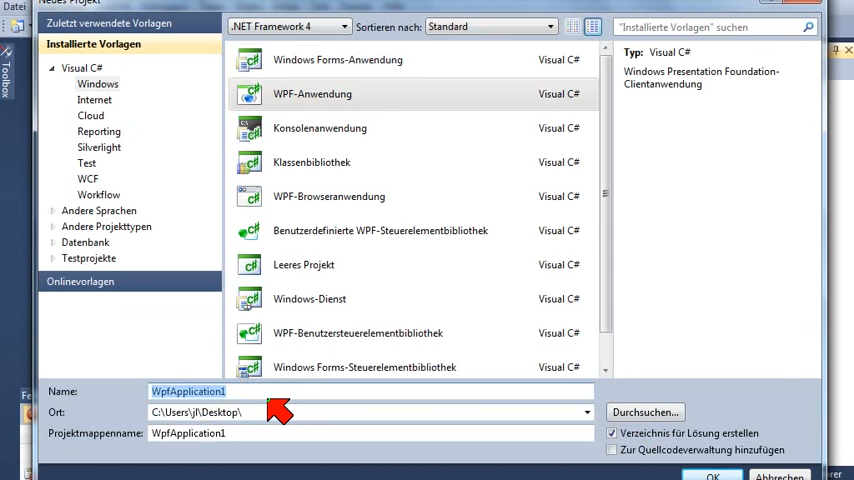 Datei
Neues Projekt
Zuletzt verwendete Vorlagen
.NET Framework 4
Sortieren nach:
Standard
"Installierte Vorlagen" suchen
Installierte Vorlagen
Toolbox
Visual C#
Windows
Internet
Cloud
Reporting
Silverlight
Test
WCF
Workflow
Andere Sprachen
Andere Projekttypen
Datenbank
Testprojekte
Onlinevorlagen
Windows Forms-Anwendung Visual C#
WPF-Anwendung Visual C#
Konsolenanwendung Visual C#
Klassenbibliothek Visual C#
WPF-Browseranwendung Visual C#
Benutzerdefinierte WPF-Steuerelementbibliothek Visual C#
Leeres Projekt Visual C#
Windows-Dienst Visual C#
WPF-Benutzersteuerelementbibliothek Visual C#
Windows Forms-Steuerelementbibliothek Visual C#
Typ: Visual C#
Windows Presentation Foundation-
Clientanwendung
Name: WpfApplication1
Ort: C:\Users\jl\Desktop\
Durchsuchen...
Projektmappenname: WpfApplication1
Verzeichnis für Lösung erstellen
Zur Quellcodeverwaltung hinzufügen
OK
Abbrechen